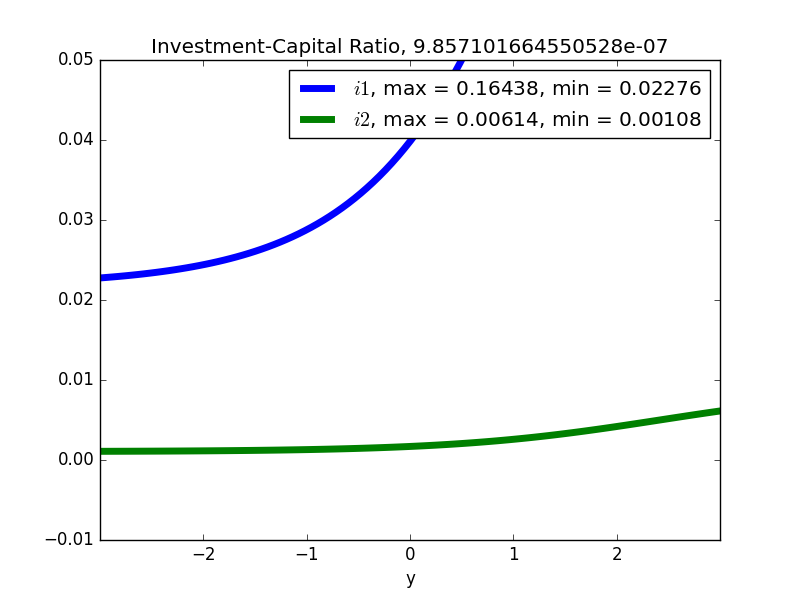 Investment-Capital Ratio, 9.857101664550528e-07
0.05
i1, max = 0.16438, min = 0.02276
i2, max = 0.00614, min = 0.00108
0.04
0.03
0.02
0.01
0.00
−0.01
−2 −1 0 1 2
y